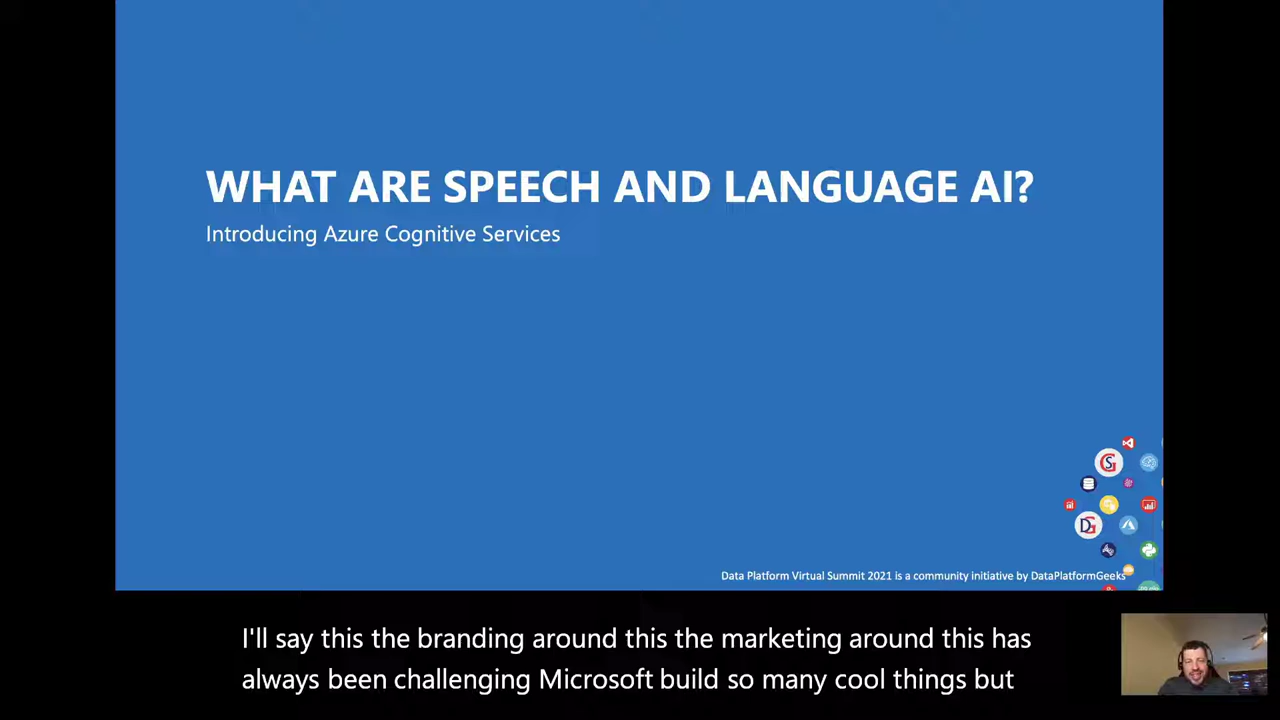 WHAT ARE SPEECH AND LANGUAGE AI?
Introducing Azure Cognitive Services
Data Platform Virtual Summit 2021 is a community initiative by DataPlatformGeeks
I'll say this the branding around this the marketing around this has
always been challenging Microsoft build so many cool things but